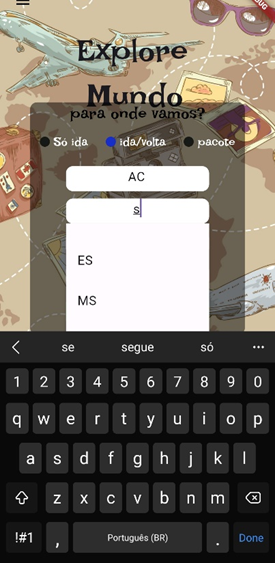 BUG
Explore
Mundo
para onde vamos?
Só ida ida/volta pacote
AC
s
ES
MS
se segue só
1 2 3 4 5 6 7 8 9 0
q w e r t y u i o p
a s d f g h j k l
z x c v b n m
!#1 , Português (BR) . Done